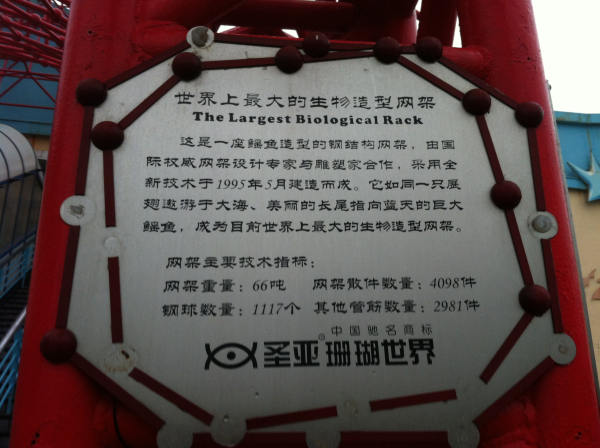 世界上最大的生物造型网架
The Largest Biological Rack
这是一座鳐鱼造型的钢结构网架，由国
际权威网架设计专家与雕塑家合作，采用全
新技术于1995年5月建造而成。它如同一只展
翅遨游于大海、美丽的长尾指向蓝天的巨大
鳐鱼，成为目前世界上最大的生物造型网架。
网架主要技术指标：
网架重量：66吨 网架散件数量：4098件
钢球数量：1117个 其他管筋数量：2981件
中国驰名商标
圣亚®珊瑚世界